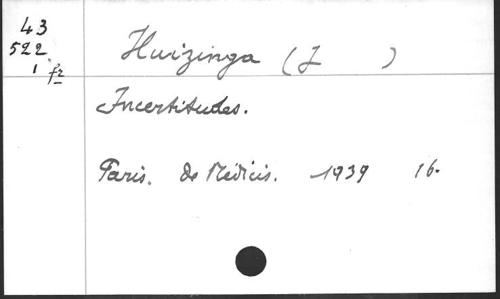 43
522
1 f2
Huizinga (J )
Incertitudes.
Paris. de Médicis. 1939 16.